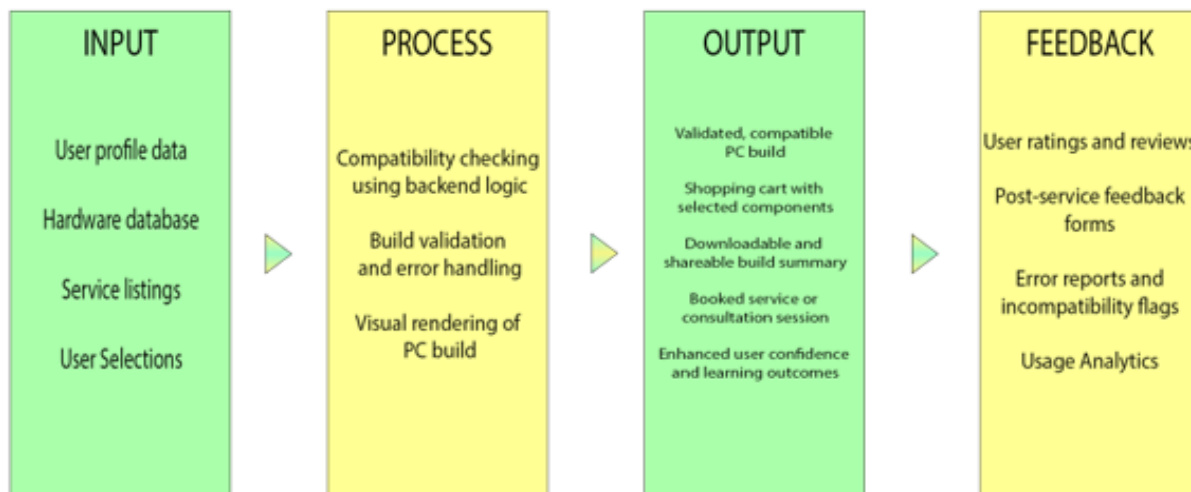 INPUT
User profile data
Hardware database
Service listings
User Selections
PROCESS
Compatibility checking
using backend logic
Build validation
and error handling
Visual rendering of
PC build
OUTPUT
Validated, compatible
PC build
Shopping cart with
selected components
Downloadable and
shareable build summary
Booked service or
consultation session
Enhanced user confidence
and learning outcomes
FEEDBACK
User ratings and reviews
Post-service feedback
forms
Error reports and
incompatibility flags
Usage Analytics